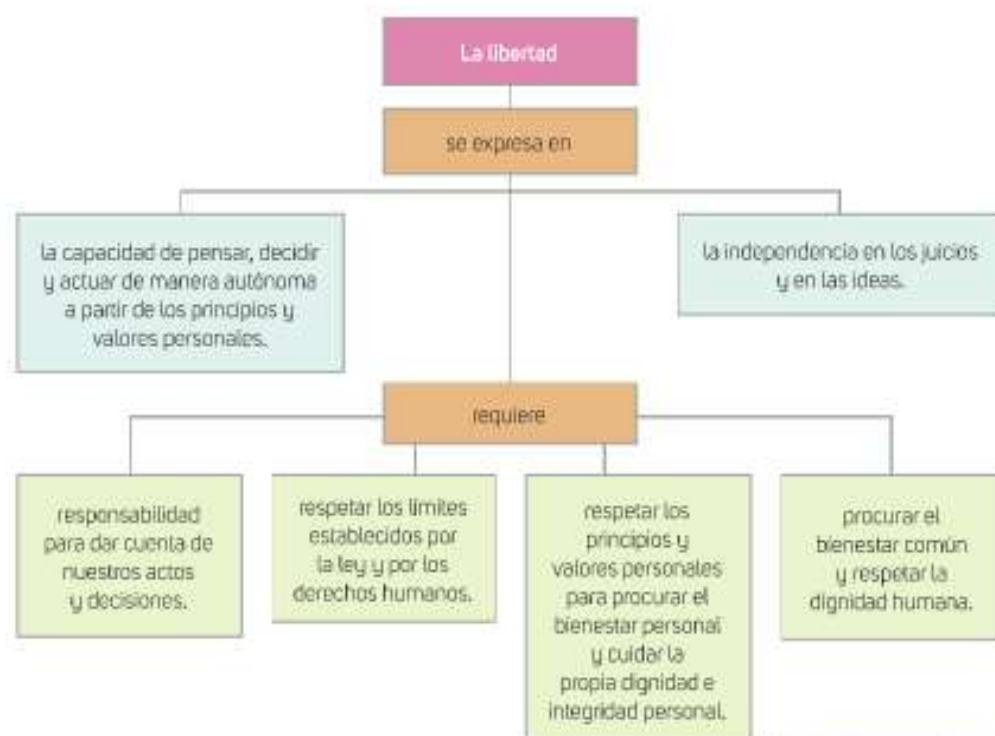 La libertad
se expresa en
la capacidad de pensar, decidir
y actuar de manera autónoma
a partir de los principios y
valores personales.
la independencia en los juicios
y en las ideas.
requiere
responsabilidad
para dar cuenta de
nuestros actos
y decisiones.
respetar los límites
establecidos por
la ley y por los
derechos humanos.
respetar los
principios y
valores personales
para procurar el
bienestar personal
y cuidar la
propia dignidad e
integridad personal.
procurar el
bienestar común
y respetar la
dignidad humana.